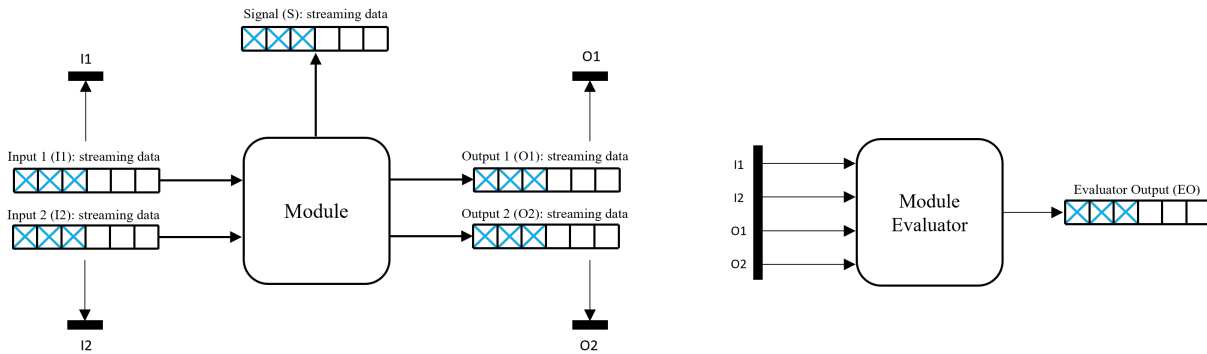 Signal (S): streaming data
I1
O1
Input 1 (I1): streaming data
Output 1 (O1): streaming data
Module
Input 2 (I2): streaming data
Output 2 (O2): streaming data
I2
O2
I1
I2
O1
O2
Module
Evaluator
Evaluator Output (EO)